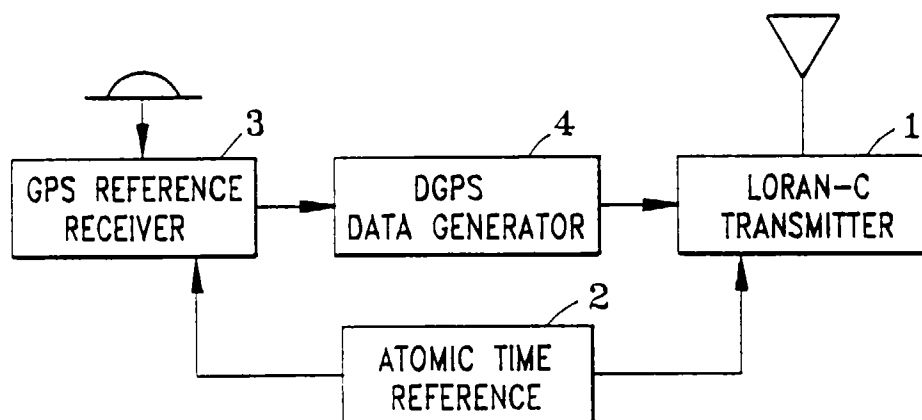 3
GPS REFERENCE
RECEIVER
4
DGPS
DATA GENERATOR
1
LORAN-C
TRANSMITTER
2
ATOMIC TIME
REFERENCE